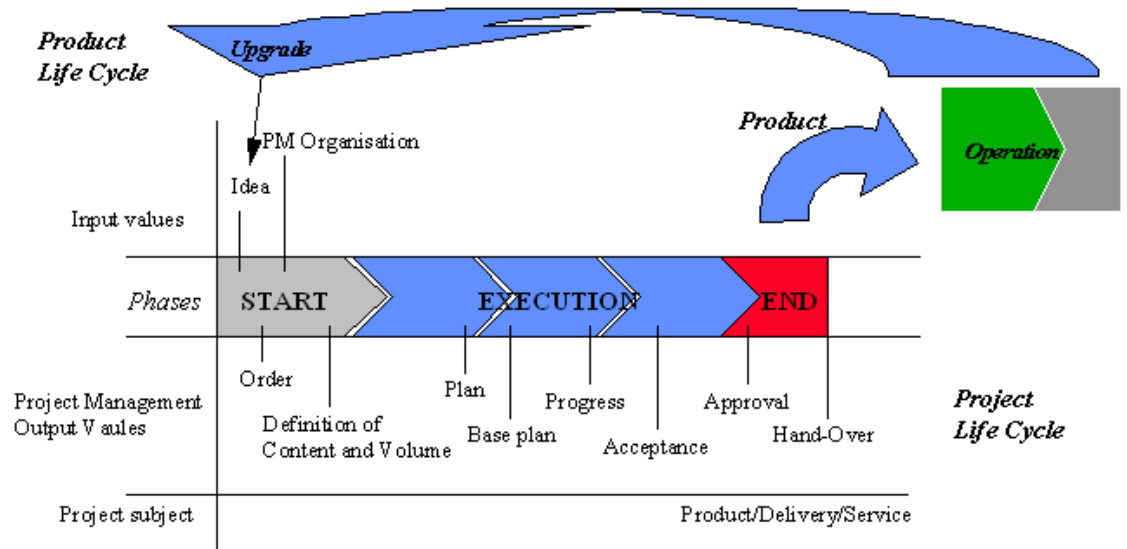 Product
Life Cycle
Upgrade
Product
Operation
PM Organisation
Idea
Input values
Phases
START
EXECUTION
END
Order
Definition of
Content and Volume
Plan
Base plan
Progress
Acceptance
Approval
Hand-Over
Project Management
Output Vaules
Project
Life Cycle
Project subject
Product/Delivery/Service